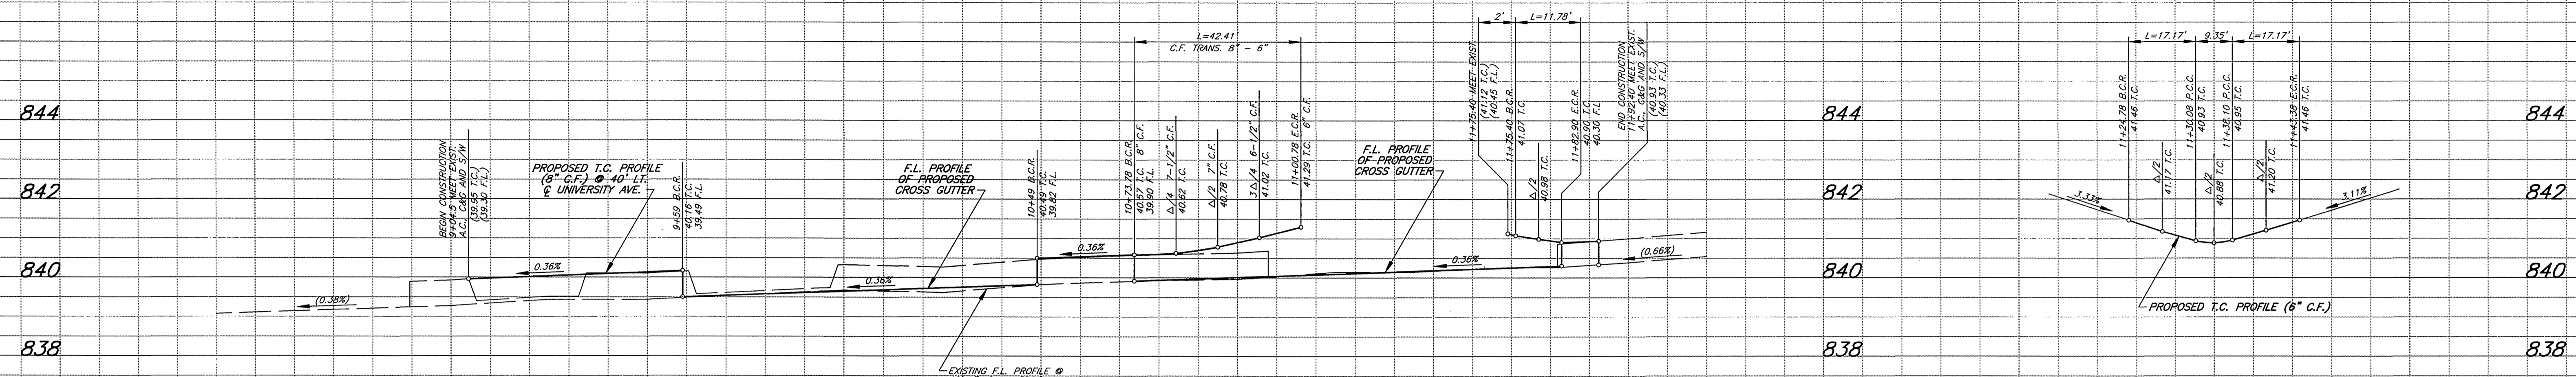 844
842
840
838
BEGIN CONSTRUCTION
9+04.5 MEET EXIST.
A.C., C&G AND S/W
(39.95 T.C.)
(39.30 F.L.)
(0.38%)
0.36%
PROPOSED T.C. PROFILE
(8" C.F.) @ 40' LT.
℄ UNIVERSITY AVE.
9+59 B.C.R.
40.16 T.C.
39.49 F.L.
F.L. PROFILE
OF PROPOSED
CROSS GUTTER
0.36%
EXISTING F.L. PROFILE @
10+49 B.C.R.
40.49 T.C.
39.82 F.L.
0.36%
L=42.41'
C.F. TRANS. 8" - 6"
10+73.78 B.C.R.
40.57 T.C. 8" C.F.
39.90 F.L.
Δ/4 7-1/2" C.F.
40.62 T.C.
Δ/2 7" C.F.
40.78 T.C.
3Δ/4 6-1/2" C.F.
41.02 T.C.
11+00.78 E.C.R.
41.29 T.C. 6" C.F.
F.L. PROFILE
OF PROPOSED
CROSS GUTTER
0.36%
2'
L=11.78'
11+75.40 MEET EXIST.
(41.12 T.C.)
(40.45 F.L.)
11+75.40 B.C.R.
41.07 T.C.
Δ/2
40.98 T.C.
11+82.90 E.C.R.
40.90 T.C.
40.30 F.L.
END CONSTRUCTION
11+92.40 MEET EXIST.
A.C., C&G AND S/W
(40.93 T.C.)
(40.33 F.L.)
(0.66%)
844
842
840
838
L=17.17'
9.35'
L=17.17'
3.33%
11+24.78 B.C.R.
41.46 T.C.
Δ/2
41.17 T.C.
11+30.08 P.C.C.
40.93 T.C.
Δ/2
40.88 T.C.
11+38.10 P.C.C.
40.95 T.C.
Δ/2
41.20 T.C.
11+43.38 E.C.R.
41.46 T.C.
3.11%
PROPOSED T.C. PROFILE (6" C.F.)
844
842
840
838